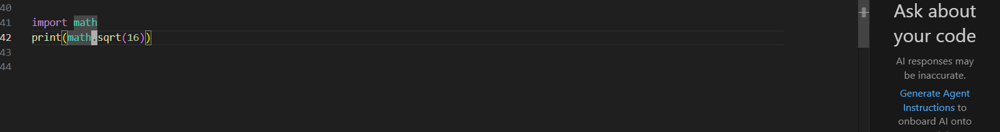 40
41 import math
42 print(math.sqrt(16))
43
44
Ask about
your code
AI responses may
be inaccurate.
Generate Agent
Instructions to
onboard AI onto